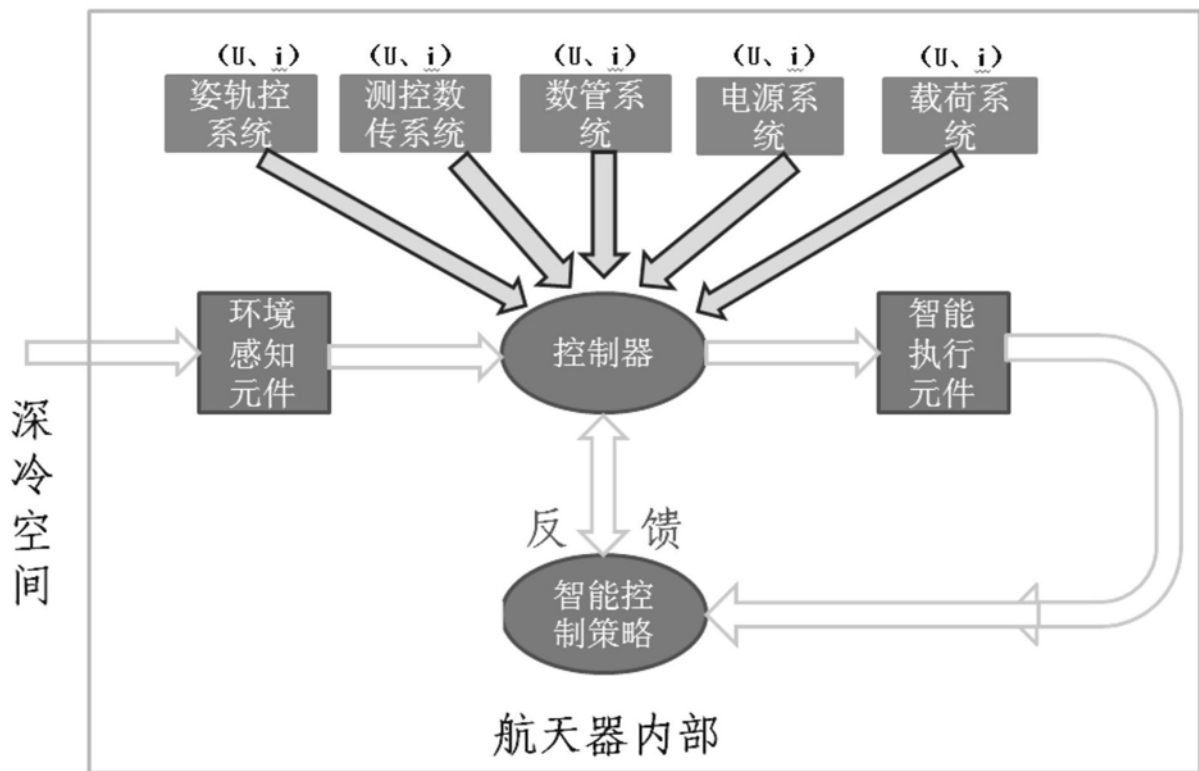 (U、i) (U、i) (U、i) (U、i) (U、i)
姿轨控
系统
测控数
传系统
数管系
统
电源系
统
载荷系
统
环境
感知
元件
控制器
智能
执行
元件
深冷空间
反 馈
智能控
制策略
航天器内部